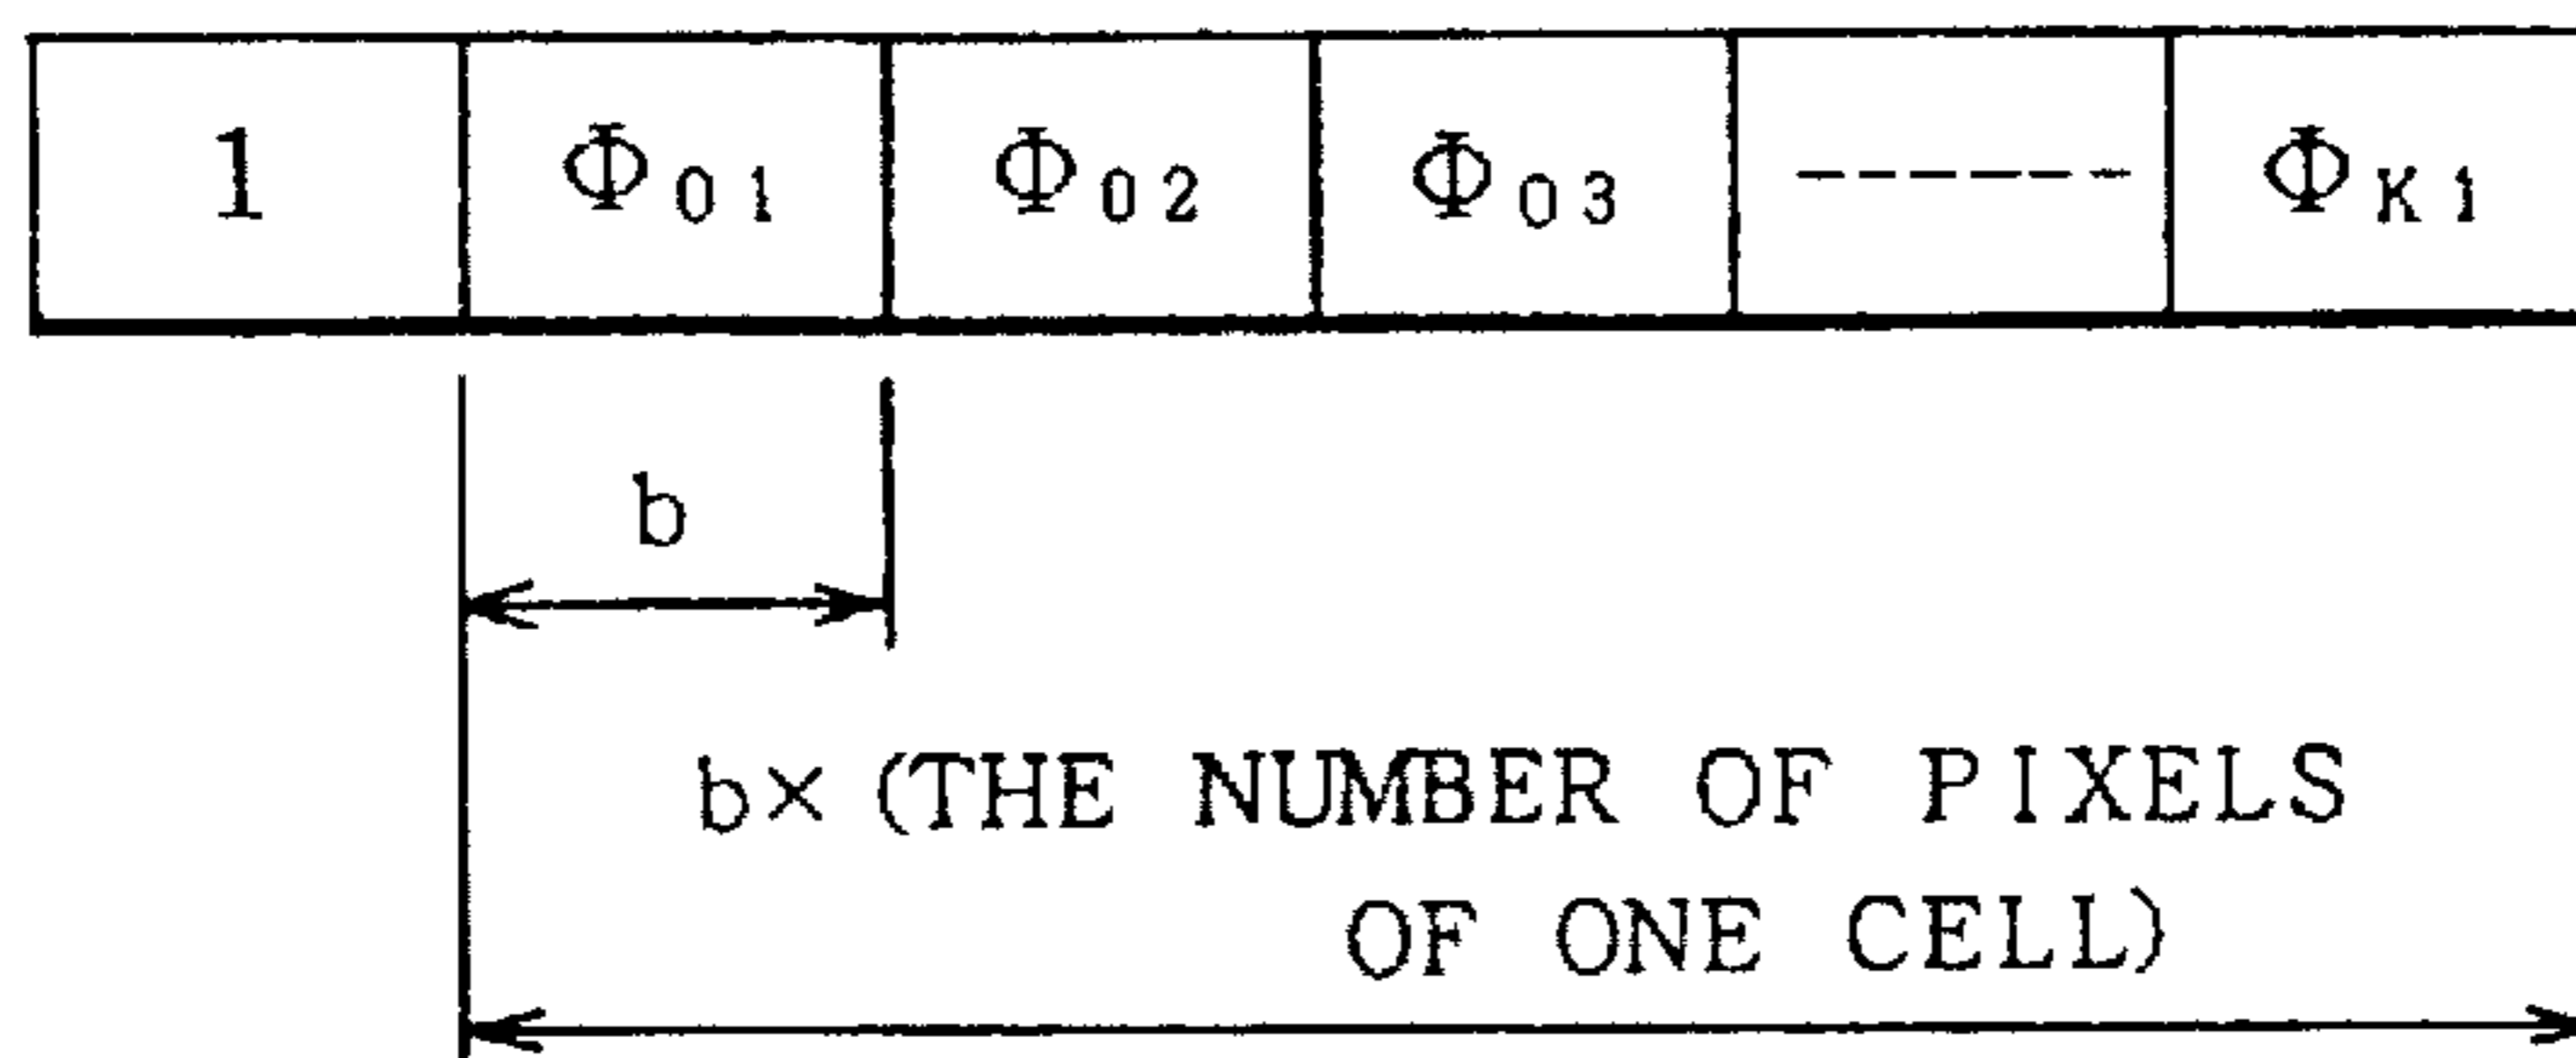 1 Φ01 Φ02 Φ03 ------ ΦK1
b
b× (THE NUMBER OF PIXELS
OF ONE CELL)